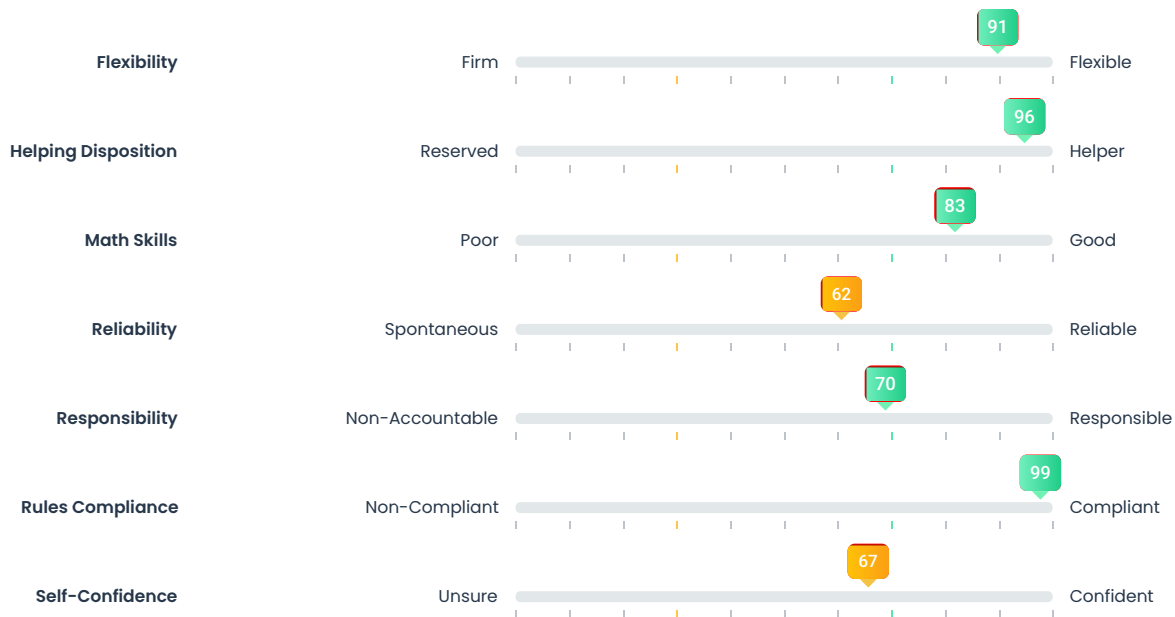 91
Flexibility Firm Flexible
96
Helping Disposition Reserved Helper
83
Math Skills Poor Good
62
Reliability Spontaneous Reliable
70
Responsibility Non-Accountable Responsible
99
Rules Compliance Non-Compliant Compliant
67
Self-Confidence Unsure Confident